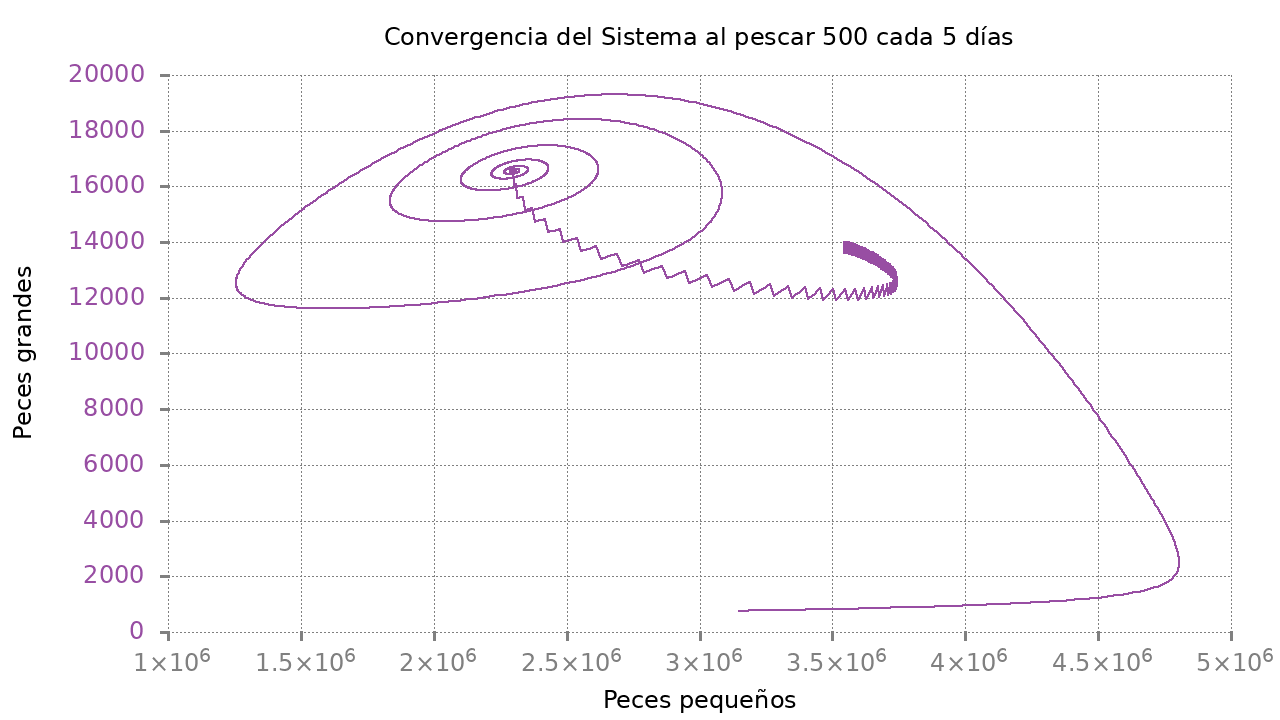 Convergencia del Sistema al pescar 500 cada 5 días
20000
18000
16000
14000
12000
10000
8000
6000
4000
2000
0
Peces grandes
1×10⁶ 1.5×10⁶ 2×10⁶ 2.5×10⁶ 3×10⁶ 3.5×10⁶ 4×10⁶ 4.5×10⁶ 5×10⁶
Peces pequeños